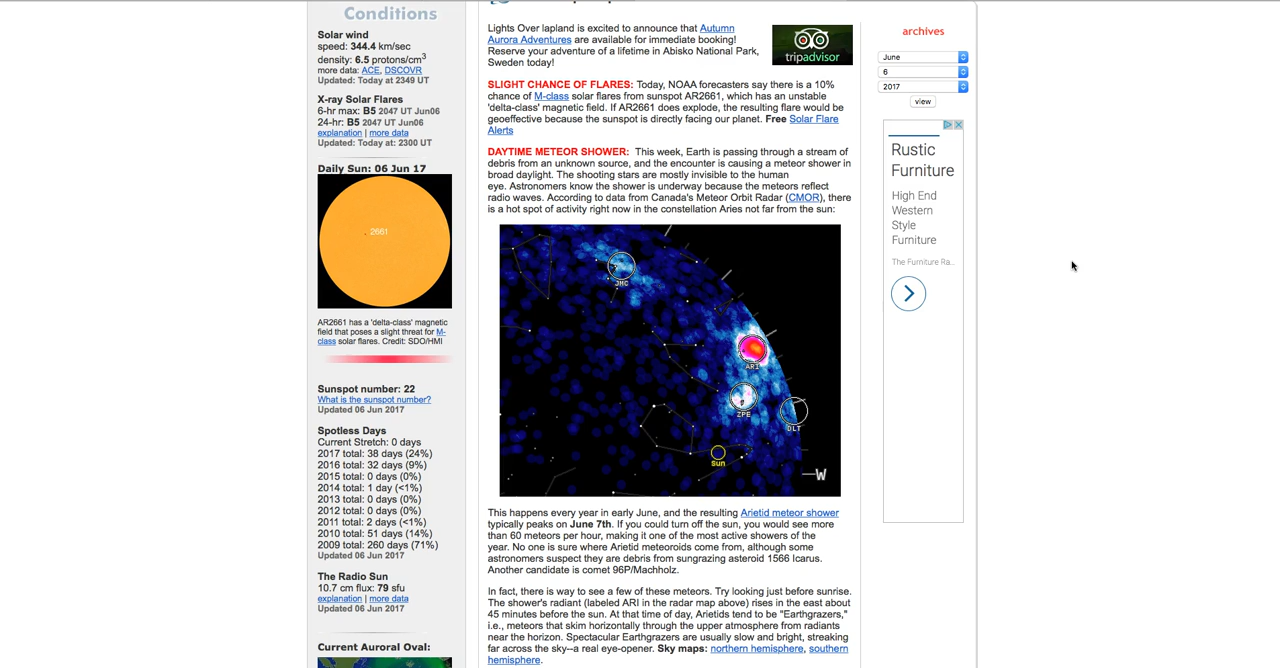 Conditions
Solar wind
speed: 344.4 km/sec
density: 6.5 protons/cm3
more data: ACE, DSCOVR
Updated: Today at 2349 UT
X-ray Solar Flares
6-hr max: B5 2047 UT Jun06
24-hr: B5 2047 UT Jun06
explanation | more data
Updated: Today at: 2300 UT
Daily Sun: 06 Jun 17
2661
AR2661 has a 'delta-class' magnetic
field that poses a slight threat for M-
class solar flares. Credit: SDO/HMI
Sunspot number: 22
What is the sunspot number?
Updated 06 Jun 2017
Spotless Days
Current Stretch: 0 days
2017 total: 38 days (24%)
2016 total: 32 days (9%)
2015 total: 0 days (0%)
2014 total: 1 day (<1%)
2013 total: 0 days (0%)
2012 total: 0 days (0%)
2011 total: 2 days (<1%)
2010 total: 51 days (14%)
2009 total: 260 days (71%)
Updated 06 Jun 2017
The Radio Sun
10.7 cm flux: 79 sfu
explanation | more data
Updated 06 Jun 2017
Current Auroral Oval:
Lights Over lapland is excited to announce that Autumn
Aurora Adventures are available for immediate booking!
Reserve your adventure of a lifetime in Abisko National Park,
Sweden today!
tripadvisor
SLIGHT CHANCE OF FLARES: Today, NOAA forecasters say there is a 10%
chance of M-class solar flares from sunspot AR2661, which has an unstable
'delta-class' magnetic field. If AR2661 does explode, the resulting flare would be
geoeffective because the sunspot is directly facing our planet. Free Solar Flare
Alerts
DAYTIME METEOR SHOWER: This week, Earth is passing through a stream of
debris from an unknown source, and the encounter is causing a meteor shower in
broad daylight. The shooting stars are mostly invisible to the human
eye. Astronomers know the shower is underway because the meteors reflect
radio waves. According to data from Canada's Meteor Orbit Radar (CMOR), there
is a hot spot of activity right now in the constellation Aries not far from the sun:
JMC
ARI
ZPE
DLT
Sun
W
This happens every year in early June, and the resulting Arietid meteor shower
typically peaks on June 7th. If you could turn off the sun, you would see more
than 60 meteors per hour, making it one of the most active showers of the
year. No one is sure where Arietid meteoroids come from, although some
astronomers suspect they are debris from sungrazing asteroid 1566 Icarus.
Another candidate is comet 96P/Machholz.
In fact, there is way to see a few of these meteors. Try looking just before sunrise.
The shower's radiant (labeled ARI in the radar map above) rises in the east about
45 minutes before the sun. At that time of day, Arietids tend to be "Earthgrazers,"
i.e., meteors that skim horizontally through the upper atmosphere from radiants
near the horizon. Spectacular Earthgrazers are usually slow and bright, streaking
far across the sky--a real eye-opener. Sky maps: northern hemisphere, southern
hemisphere.
archives
June
6
2017
view
Rustic
Furniture
High End
Western
Style
Furniture
The Furniture Ra...